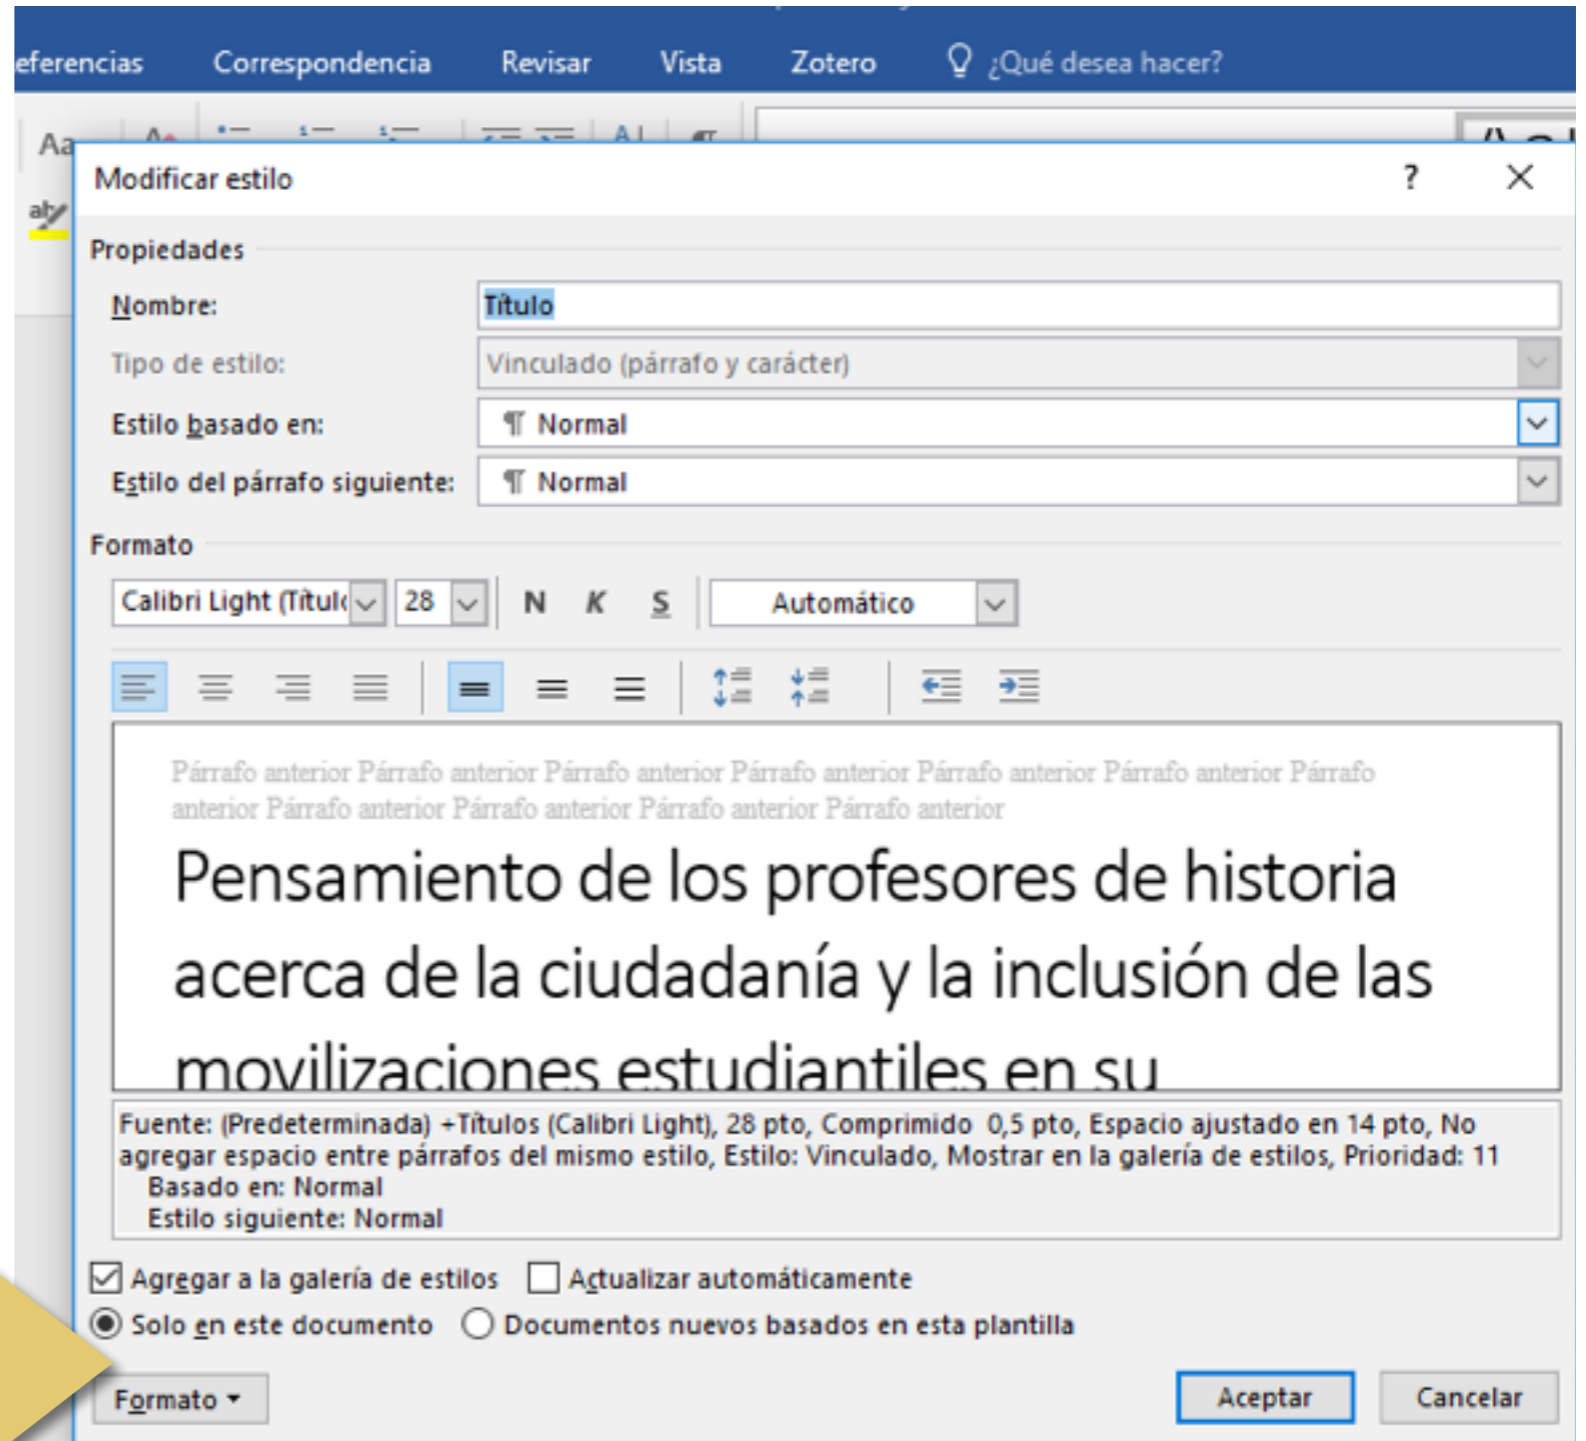 eferencias Correspondencia Revisar Vista Zotero ¿Qué desea hacer?
Aa
ab
Modificar estilo ? X
Propiedades
Nombre: Título
Tipo de estilo: Vinculado (párrafo y carácter)
Estilo basado en: ¶ Normal
Estilo del párrafo siguiente: ¶ Normal
Formato
Calibri Light (Títul 28 N K S Automático
Párrafo anterior Párrafo anterior Párrafo anterior Párrafo anterior Párrafo anterior Párrafo anterior Párrafo
anterior Párrafo anterior Párrafo anterior Párrafo anterior Párrafo anterior
Pensamiento de los profesores de historia
acerca de la ciudadanía y la inclusión de las
movilizaciones estudiantiles en su
Fuente: (Predeterminada) +Títulos (Calibri Light), 28 pto, Comprimido  0,5 pto, Espacio ajustado en 14 pto, No
agregar espacio entre párrafos del mismo estilo, Estilo: Vinculado, Mostrar en la galería de estilos, Prioridad: 11
Basado en: Normal
Estilo siguiente: Normal
Agregar a la galería de estilos Actualizar automáticamente
Solo en este documento Documentos nuevos basados en esta plantilla
Formato Aceptar Cancelar